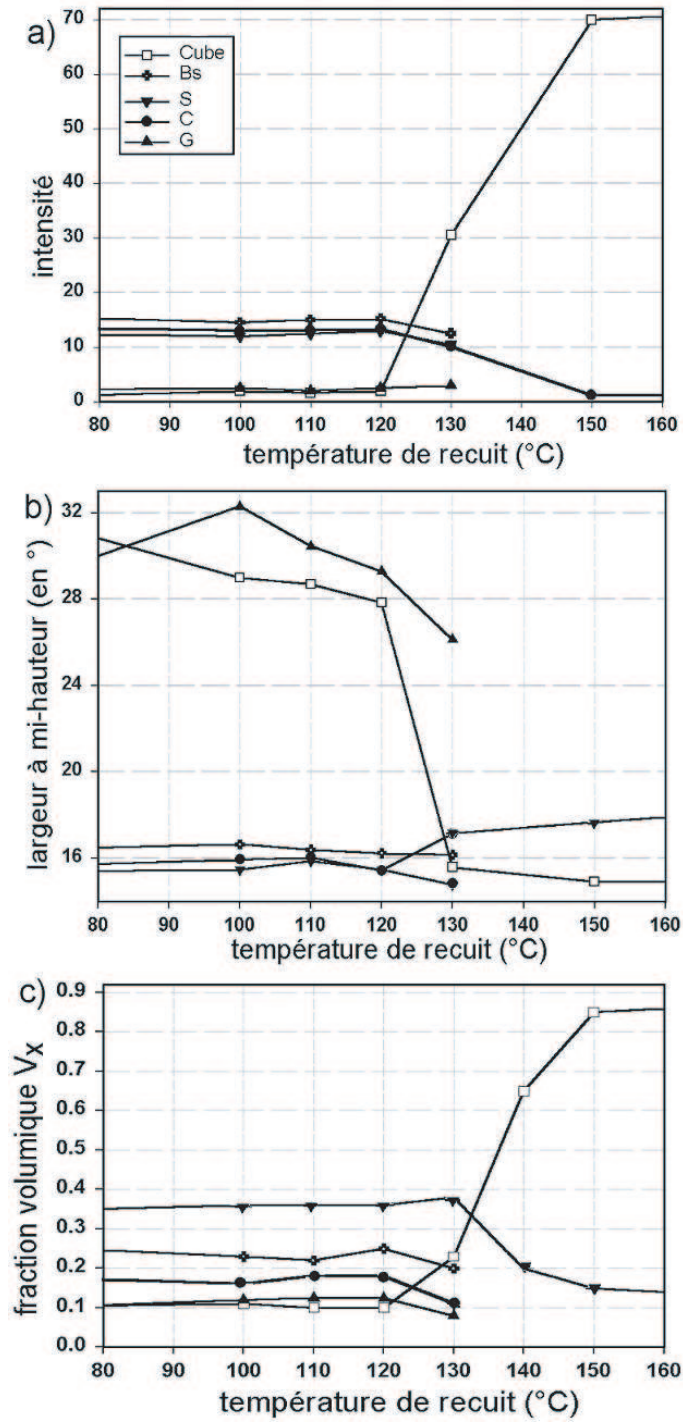 a)
70
60
50
40
30
20
10
0
intensité
Cube
Bs
S
C
G
80 90 100 110 120 130 140 150 160
température de recuit (°C)
b)
32
28
24
20
16
largeur à mi-hauteur (en °)
80 90 100 110 120 130 140 150 160
température de recuit (°C)
c)
0.9
0.8
0.7
0.6
0.5
0.4
0.3
0.2
0.1
0.0
fraction volumique Vx
80 90 100 110 120 130 140 150 160
température de recuit (°C)